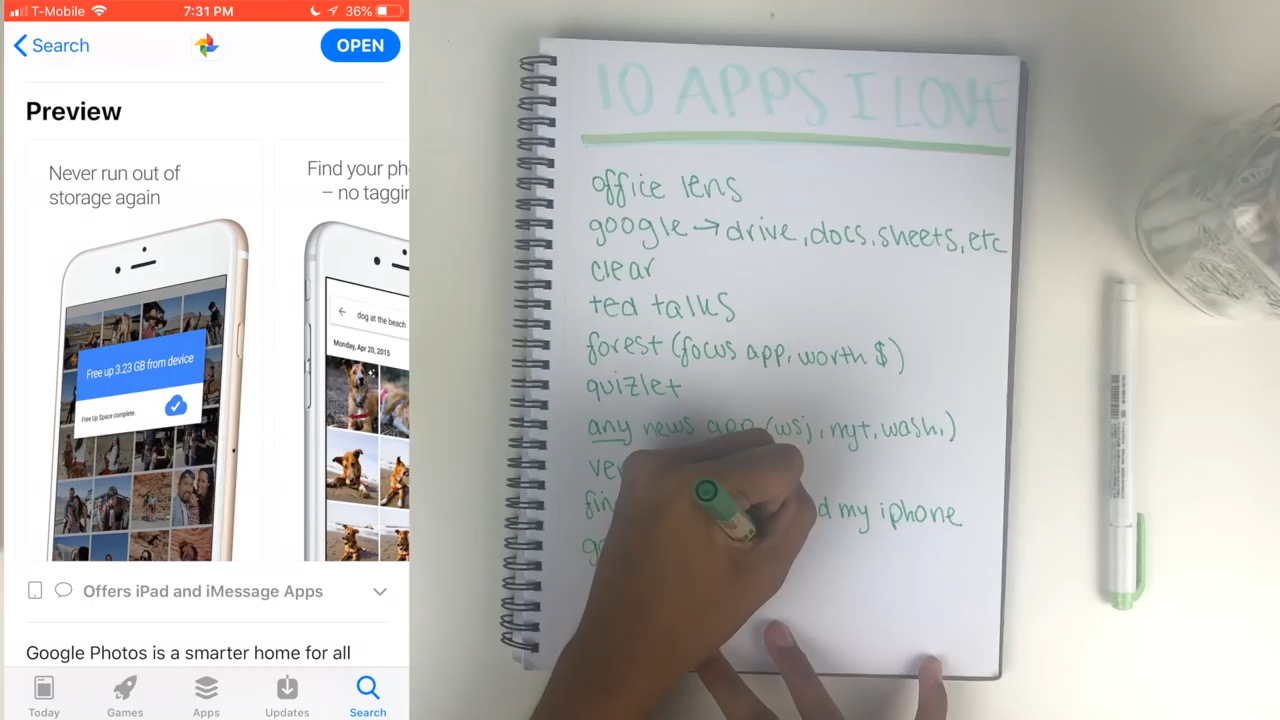 T-Mobile 7:31 PM 36%
Search OPEN
Preview
Never run out of
storage again
Free up 3.23 GB from device
Free Up Space complete.
Find your ph
– no taggin
dog at the beach
Monday, Apr 20, 2015
Offers iPad and iMessage Apps
Google Photos is a smarter home for all
Today Games Apps Updates Search
10 APPS I LOVE
office lens
google → drive, docs, sheets, etc
clear
ted talks
forest (focus app, worth $)
quizlet
any news app (wsj, nyt, wash.)
ve
fin d my iphone
go